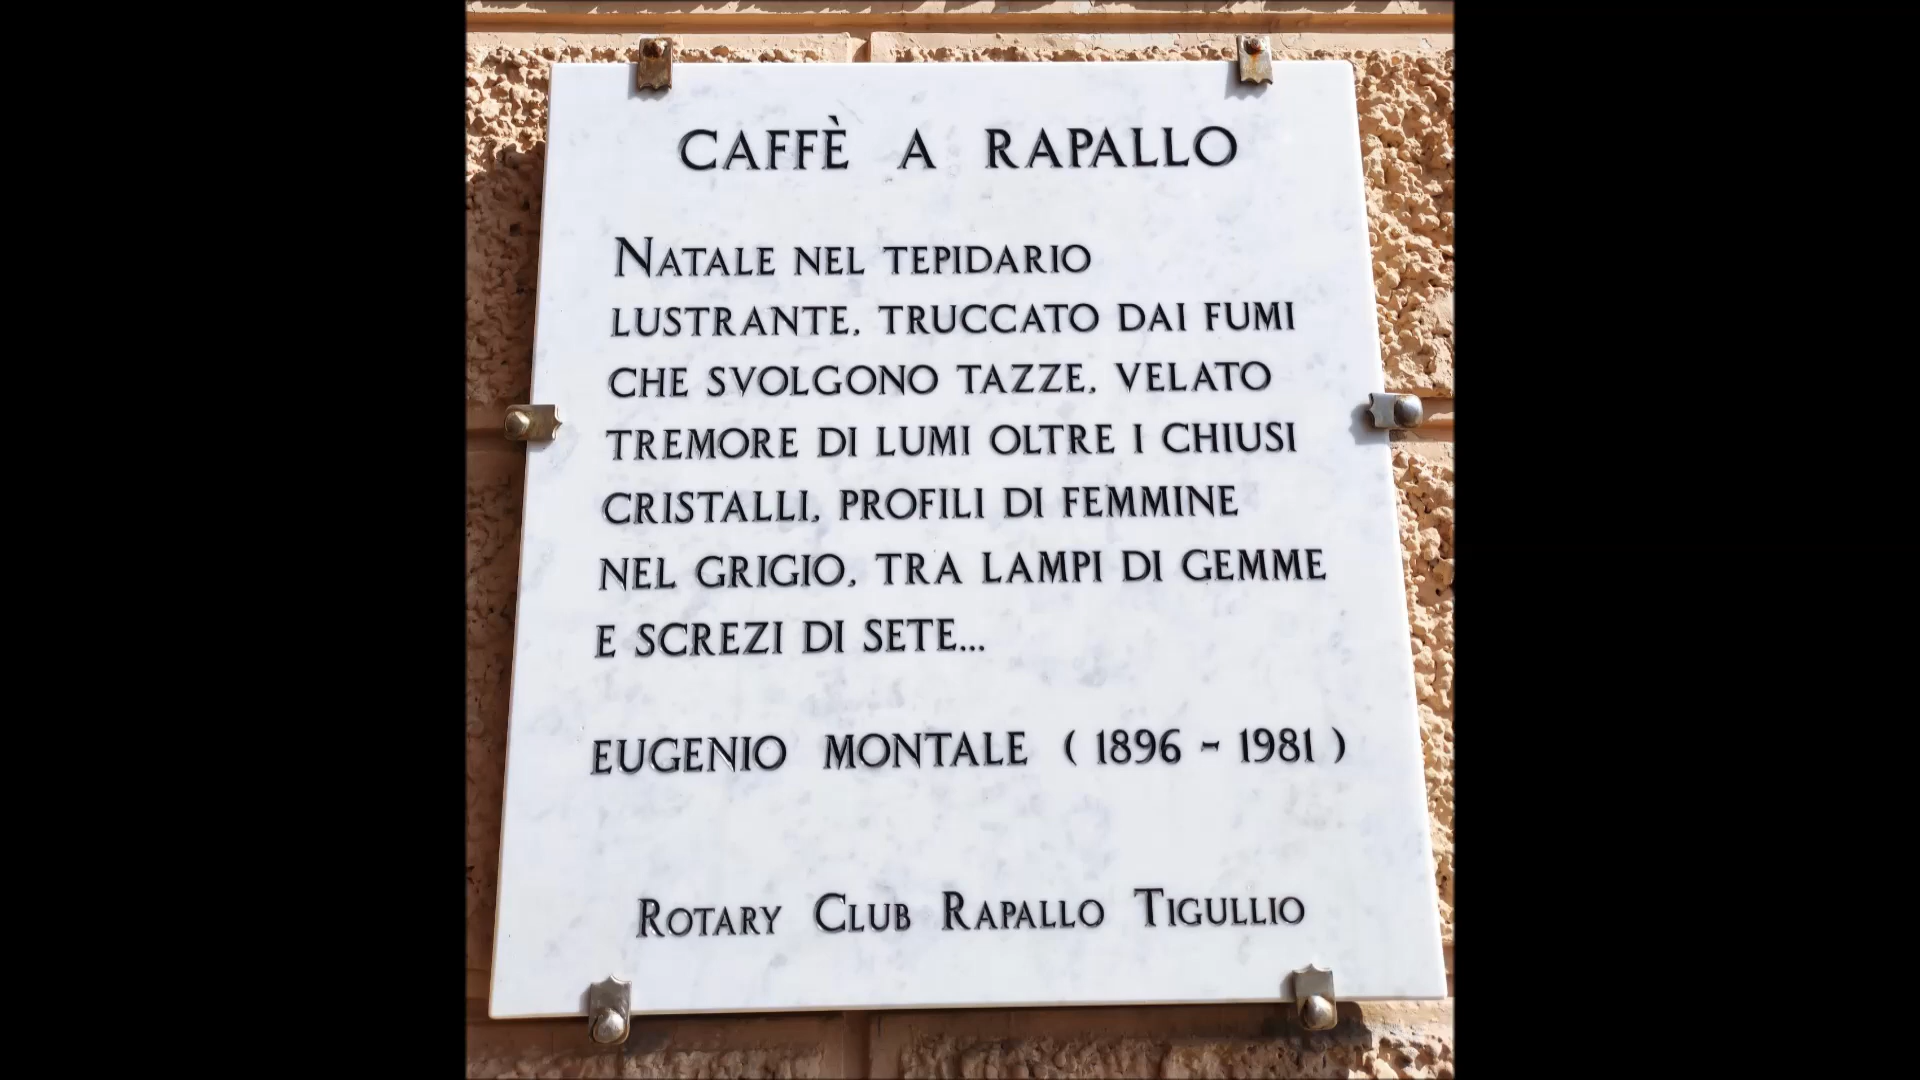 CAFFÈ A RAPALLO
NATALE NEL TEPIDARIO
LUSTRANTE, TRUCCATO DAI FUMI
CHE SVOLGONO TAZZE, VELATO
TREMORE DI LUMI OLTRE I CHIUSI
CRISTALLI, PROFILI DI FEMMINE
NEL GRIGIO, TRA LAMPI DI GEMME
E SCREZI DI SETE...
EUGENIO MONTALE (1896 - 1981)
ROTARY CLUB RAPALLO TIGULLIO